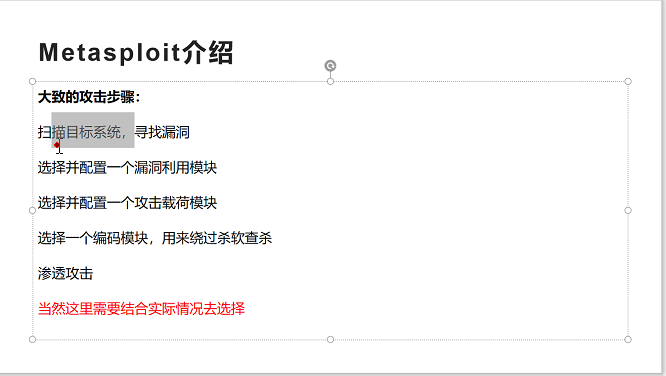 Metasploit介绍
大致的攻击步骤：
扫描目标系统，寻找漏洞
选择并配置一个漏洞利用模块
选择并配置一个攻击载荷模块
选择一个编码模块，用来绕过杀软查杀
渗透攻击
当然这里需要结合实际情况去选择